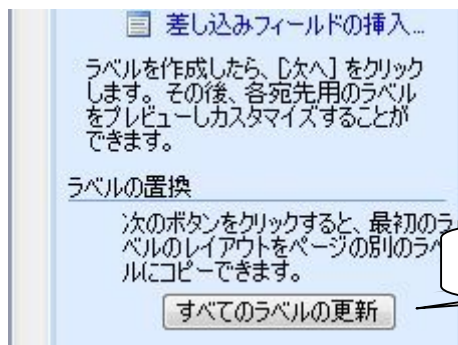 差し込みフィールドの挿入...
ラベルを作成したら、[次へ] をクリック
します。その後、各宛先用のラベル
をプレビューしカスタマイズすることが
できます。
ラベルの置換
次のボタンをクリックすると、最初のラ
ベルのレイアウトをページの別のラベ
ルにコピーできます。
すべてのラベルの更新